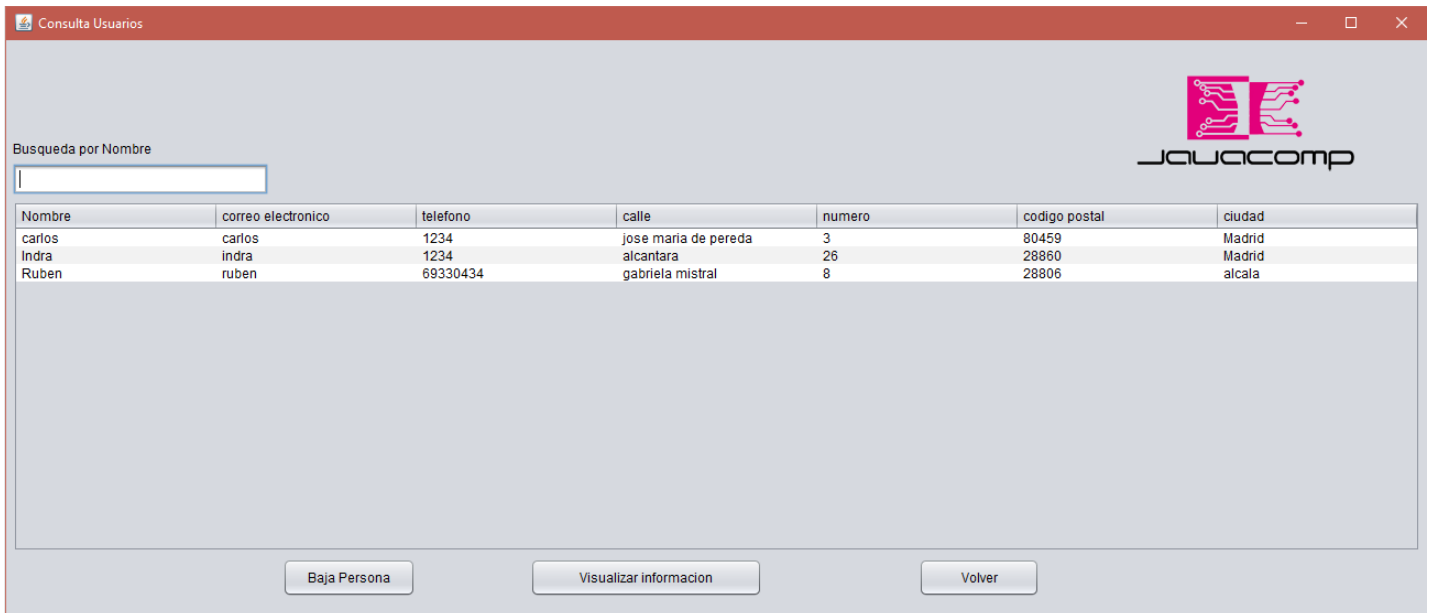 Consulta Usuarios
Javacomp
Busqueda por Nombre
Nombre correo electronico telefono calle numero codigo postal ciudad
carlos carlos 1234 jose maria de pereda 3 80459 Madrid
Indra indra 1234 alcantara 26 28860 Madrid
Ruben ruben 69330434 gabriela mistral 8 28806 alcala
Baja Persona Visualizar informacion Volver